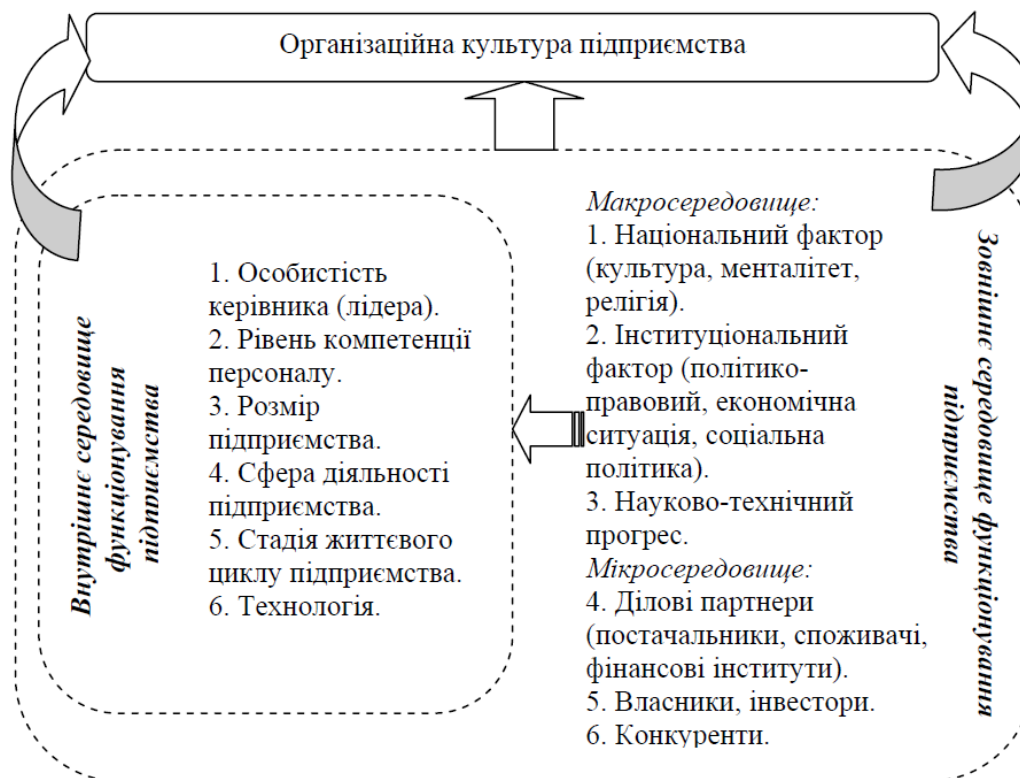 Організаційна культура підприємства
Внутрішнє середовище
функціонування
підприємства
1. Особистість
керівника (лідера).
2. Рівень компетенції
персоналу.
3. Розмір
підприємства.
4. Сфера діяльності
підприємства.
5. Стадія життєвого
циклу підприємства.
6. Технологія.
Макросередовище:
1. Національний фактор
(культура, менталітет,
релігія).
2. Інституціональний
фактор (політико-
правовий, економічна
ситуація, соціальна
політика).
3. Науково-технічний
прогрес.
Мікросередовище:
4. Ділові партнери
(постачальники, споживачі,
фінансові інститути).
5. Власники, інвестори.
6. Конкуренти.
Зовнішнє середовище функціонування
підприємства